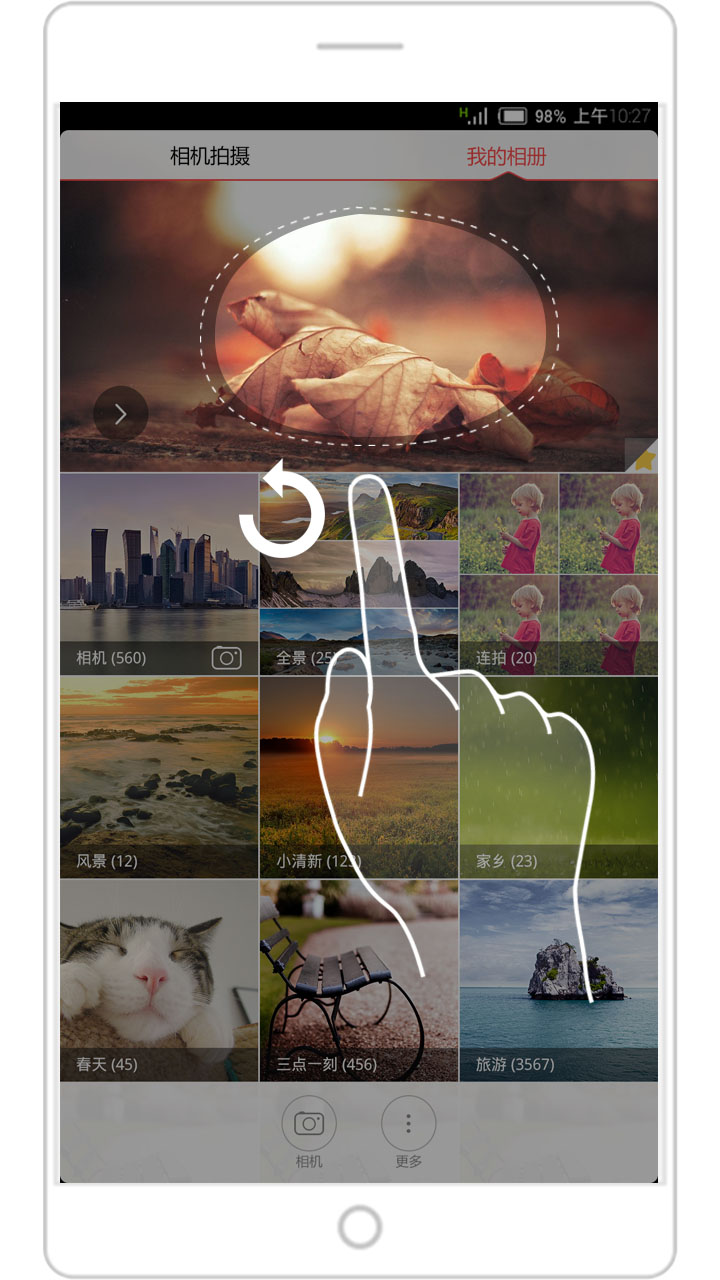 H 98% 上午10:27
相机拍摄 我的相册
相机 (560) 全景 (25) 连拍 (20)
风景 (12) 小清新 (123) 家乡 (23)
春天 (45) 三点一刻 (456) 旅游 (3567)
相机 更多